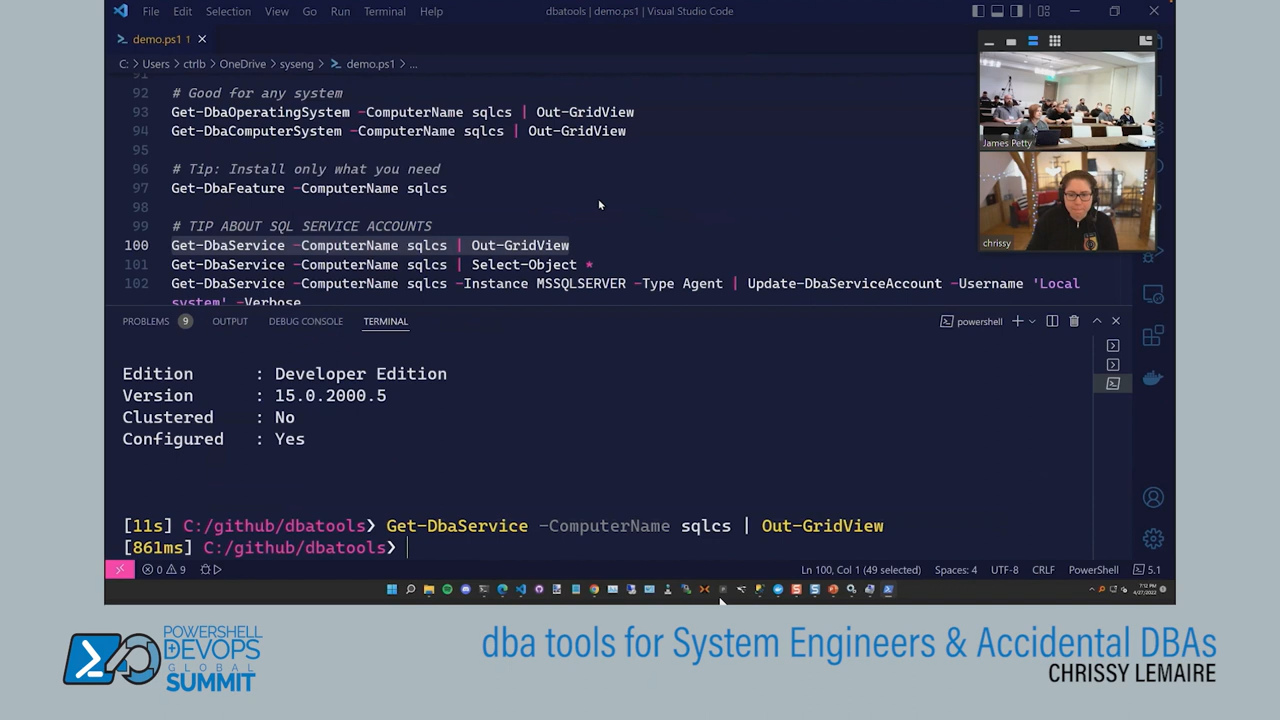 File Edit Selection View Go Run Terminal Help
dbatools | demo.ps1 | Visual Studio Code
demo.ps1 1
C: > Users > ctrlb > OneDrive > syseng > demo.ps1 > ...
91
92 # Good for any system
93 Get-DbaOperatingSystem -ComputerName sqlcs | Out-GridView
94 Get-DbaComputerSystem -ComputerName sqlcs | Out-GridView
95
96 # Tip: Install only what you need
97 Get-DbaFeature -ComputerName sqlcs
98
99 # TIP ABOUT SQL SERVICE ACCOUNTS
100 Get-DbaService -ComputerName sqlcs | Out-GridView
101 Get-DbaService -ComputerName sqlcs | Select-Object *
102 Get-DbaService -ComputerName sqlcs -Instance MSSQLSERVER -Type Agent | Update-DbaServiceAccount -Username 'Local
system' -Verbose
James Petty
chrissy
PROBLEMS 9 OUTPUT DEBUG CONSOLE TERMINAL
powershell
Edition : Developer Edition
Version : 15.0.2000.5
Clustered : No
Configured : Yes
[11s] C:/github/dbatools❯ Get-DbaService -ComputerName sqlcs | Out-GridView
[861ms] C:/github/dbatools❯
0 9 Ln 100, Col 1 (49 selected) Spaces: 4 UTF-8 CRLF PowerShell 5.1
7:12 PM
4/27/2022
POWERSHELL
DEVOPS
GLOBAL
SUMMIT
dba tools for System Engineers & Accidental DBAs
CHRISSY LEMAIRE